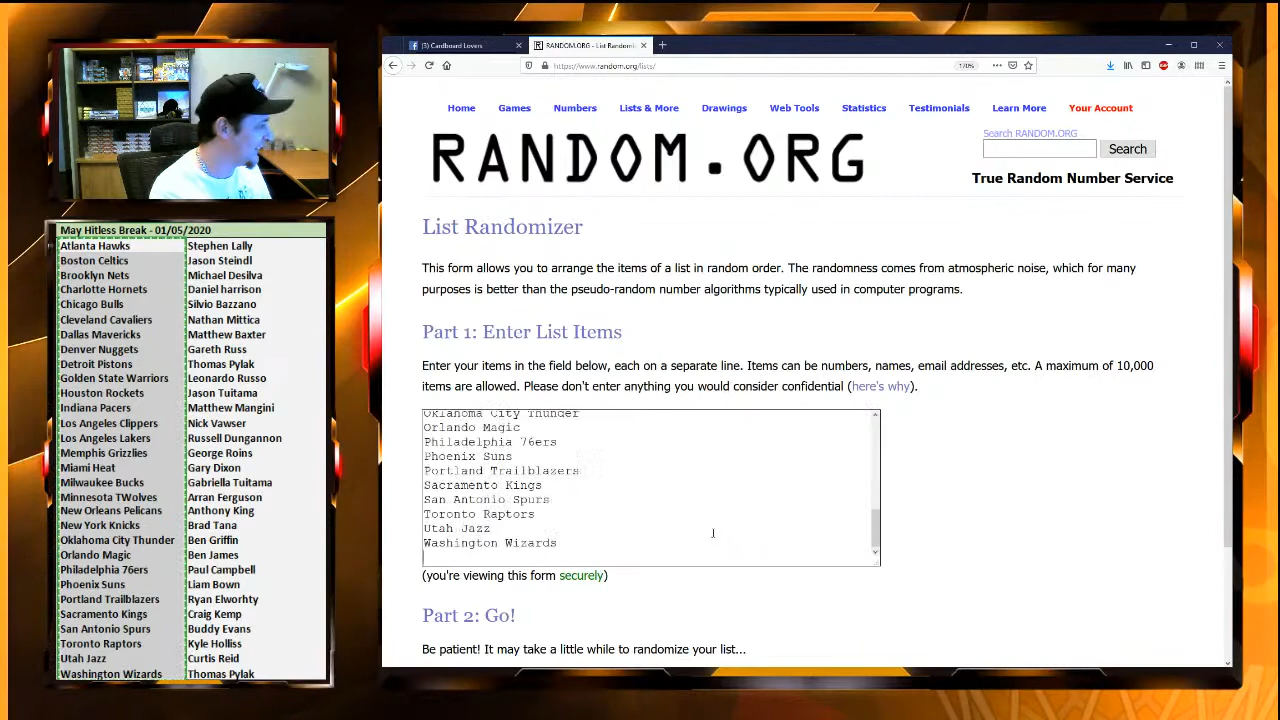 (3) Cardboard Lovers
RANDOM.ORG - List Randomi
https://www.random.org/lists/
170%
Home Games Numbers Lists & More Drawings Web Tools Statistics Testimonials Learn More Your Account
RANDOM.ORG
Search RANDOM.ORG
Search
True Random Number Service
List Randomizer
This form allows you to arrange the items of a list in random order. The randomness comes from atmospheric noise, which for many
purposes is better than the pseudo-random number algorithms typically used in computer programs.
Part 1: Enter List Items
Enter your items in the field below, each on a separate line. Items can be numbers, names, email addresses, etc. A maximum of 10,000
items are allowed. Please don't enter anything you would consider confidential (here's why).
Oklahoma City Thunder
Orlando Magic
Philadelphia 76ers
Phoenix Suns
Portland Trailblazers
Sacramento Kings
San Antonio Spurs
Toronto Raptors
Utah Jazz
Washington Wizards
(you're viewing this form securely)
Part 2: Go!
Be patient! It may take a little while to randomize your list...
May Hitless Break - 01/05/2020
Atlanta Hawks Stephen Lally
Boston Celtics Jason Steindl
Brooklyn Nets Michael Desilva
Charlotte Hornets Daniel harrison
Chicago Bulls Silvio Bazzano
Cleveland Cavaliers Nathan Mittica
Dallas Mavericks Matthew Baxter
Denver Nuggets Gareth Russ
Detroit Pistons Thomas Pylak
Golden State Warriors Leonardo Russo
Houston Rockets Jason Tuitama
Indiana Pacers Matthew Mangini
Los Angeles Clippers Nick Vawser
Los Angeles Lakers Russell Dungannon
Memphis Grizzlies George Roins
Miami Heat Gary Dixon
Milwaukee Bucks Gabriella Tuitama
Minnesota TWolves Arran Ferguson
New Orleans Pelicans Anthony King
New York Knicks Brad Tana
Oklahoma City Thunder Ben Griffin
Orlando Magic Ben James
Philadelphia 76ers Paul Campbell
Phoenix Suns Liam Bown
Portland Trailblazers Ryan Elworhty
Sacramento Kings Craig Kemp
San Antonio Spurs Buddy Evans
Toronto Raptors Kyle Holliss
Utah Jazz Curtis Reid
Washington Wizards Thomas Pylak